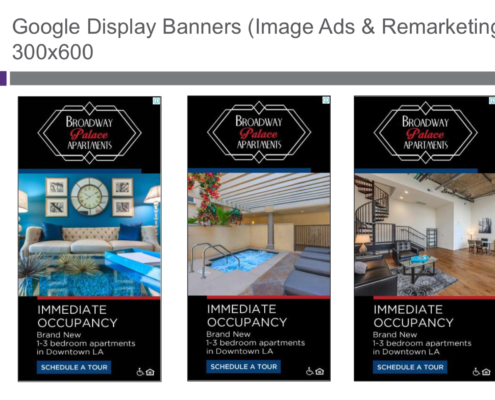 Google Display Banners (Image Ads & Remarketing
300x600
BROADWAY
Palace
APARTMENTS
IMMEDIATE
OCCUPANCY
Brand New
1-3 bedroom apartments
in Downtown LA
SCHEDULE A TOUR
BROADWAY
Palace
APARTMENTS
IMMEDIATE
OCCUPANCY
Brand New
1-3 bedroom apartments
in Downtown LA
SCHEDULE A TOUR
BROADWAY
Palace
APARTMENTS
IMMEDIATE
OCCUPANCY
Brand New
1-3 bedroom apartments
in Downtown LA
SCHEDULE A TOUR